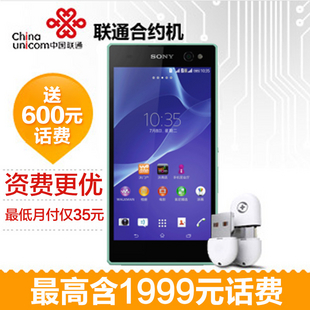 China
unicom中国联通
联通合约机
送
600元
话费
SONY
10:35
资费更优
最低月付仅35元
最高含1999元话费